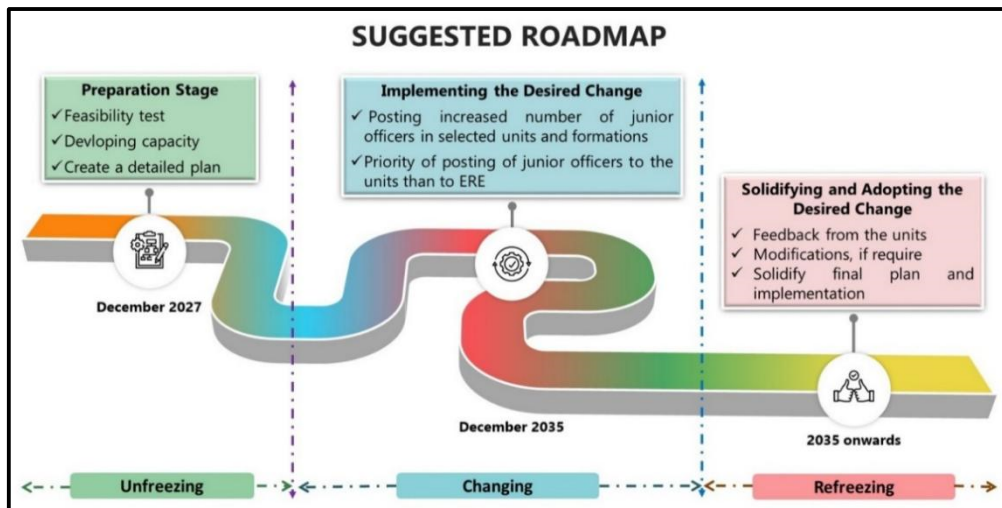 SUGGESTED ROADMAP
Preparation Stage
✓Feasibility test
✓Devloping capacity
✓Create a detailed plan
Implementing the Desired Change
✓ Posting increased number of junior
officers in selected units and formations
✓Priority of posting of junior officers to the
units than to ERE
Solidifying and Adopting the
Desired Change
✓ Feedback from the units
✓ Modifications, if require
✓ Solidify final plan and
implementation
December 2027
December 2035
2035 onwards
Unfreezing
Changing
Refreezing